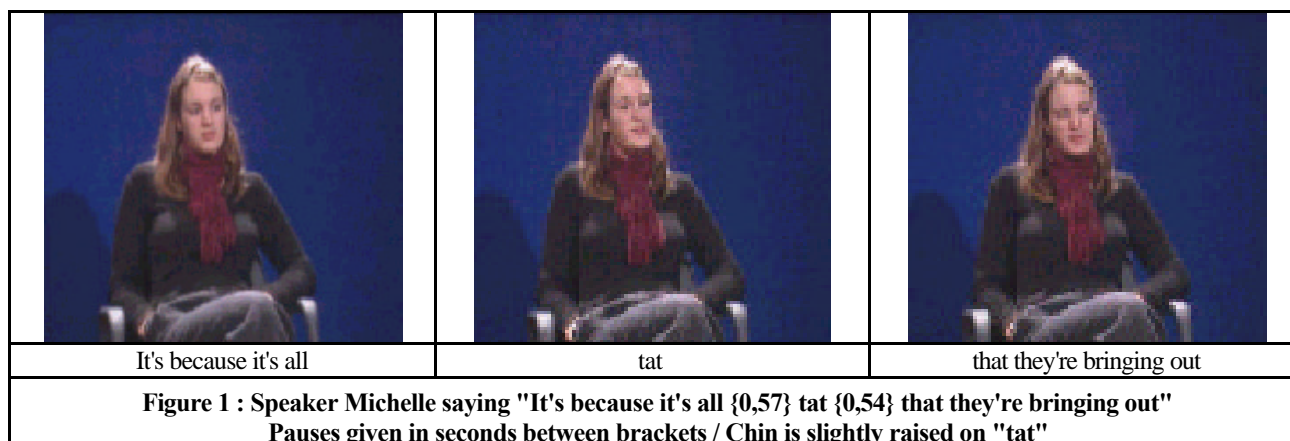 It's because it's all
tat
that they're bringing out
Figure 1 : Speaker Michelle saying "It's because it's all {0,57} tat {0,54} that they're bringing out"
Pauses given in seconds between brackets / Chin is slightly raised on "tat"